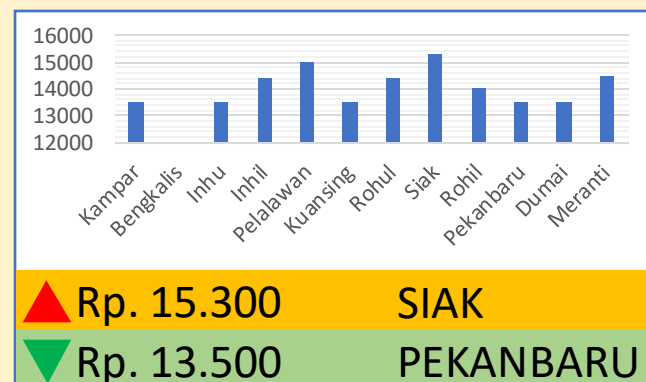 16000
15000
14000
13000
12000
Kampar
Bengkalis
Inhu
Inhil
Pelalawan
Kuansing
Rohul
Siak
Rohil
Pekanbaru
Dumai
Meranti
Rp. 15.300 SIAK
Rp. 13.500 PEKANBARU